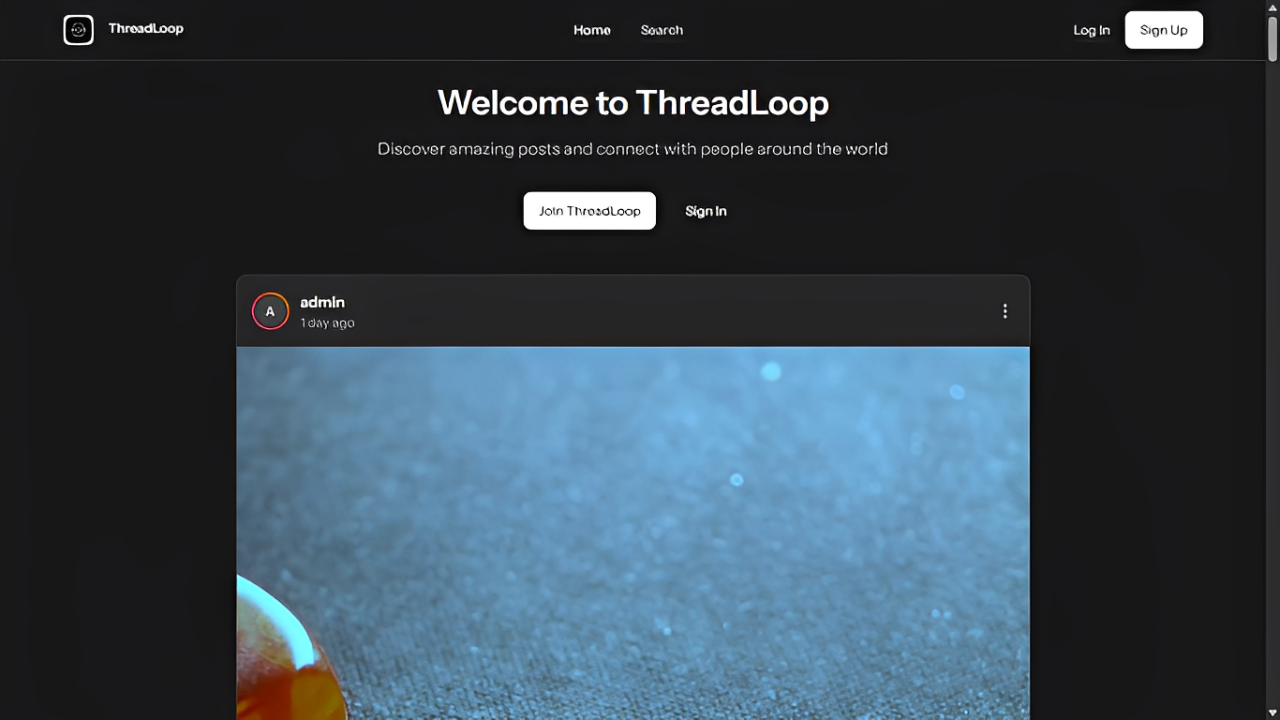 ThreadLoop
Home
Search
Log In
Sign Up
Welcome to ThreadLoop
Discover amazing posts and connect with people around the world
Join ThreadLoop
Sign In
A
admin
1 day ago